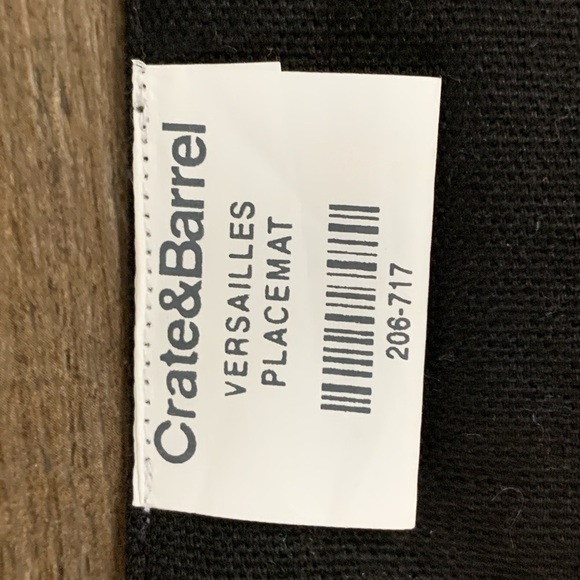 Crate&Barrel
VERSAILLES
PLACEMAT
206-717